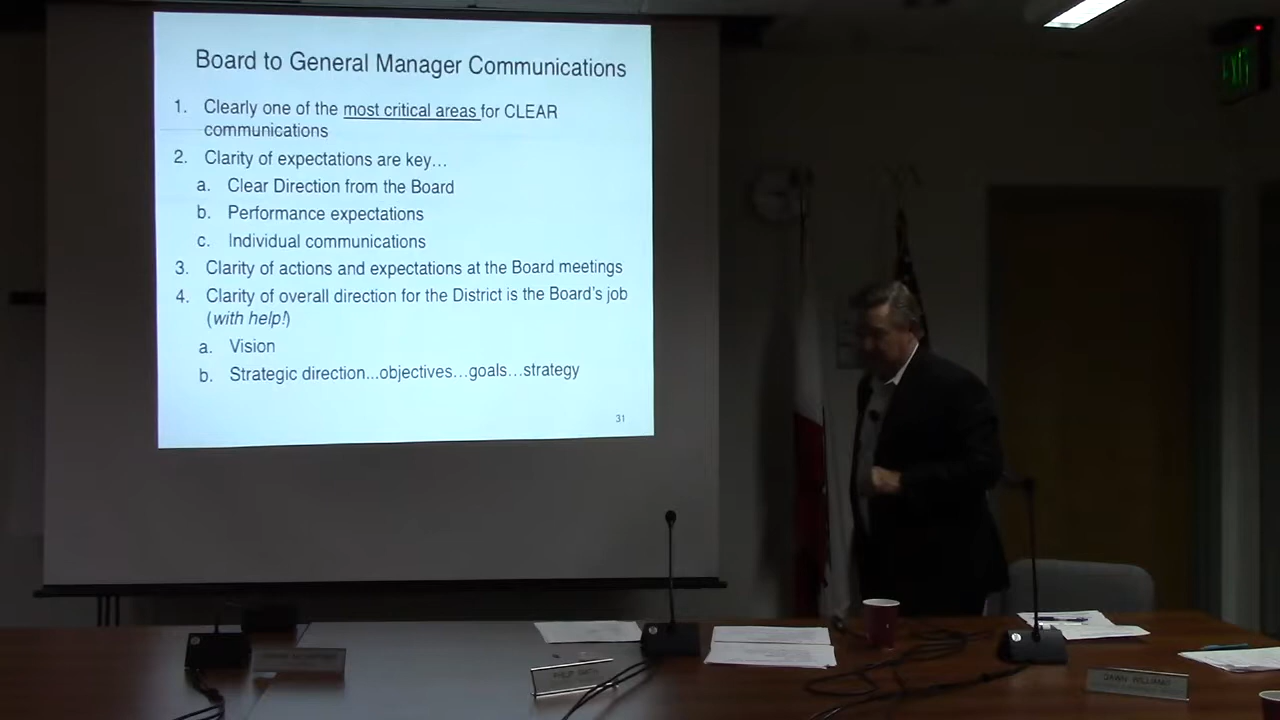 Board to General Manager Communications
1. Clearly one of the most critical areas for CLEAR
communications
2. Clarity of expectations are key…
a. Clear Direction from the Board
b. Performance expectations
c. Individual communications
3. Clarity of actions and expectations at the Board meetings
4. Clarity of overall direction for the District is the Board's job
(with help!)
a. Vision
b. Strategic direction...objectives…goals…strategy
31
EXIT
DAWN WILLIAMS